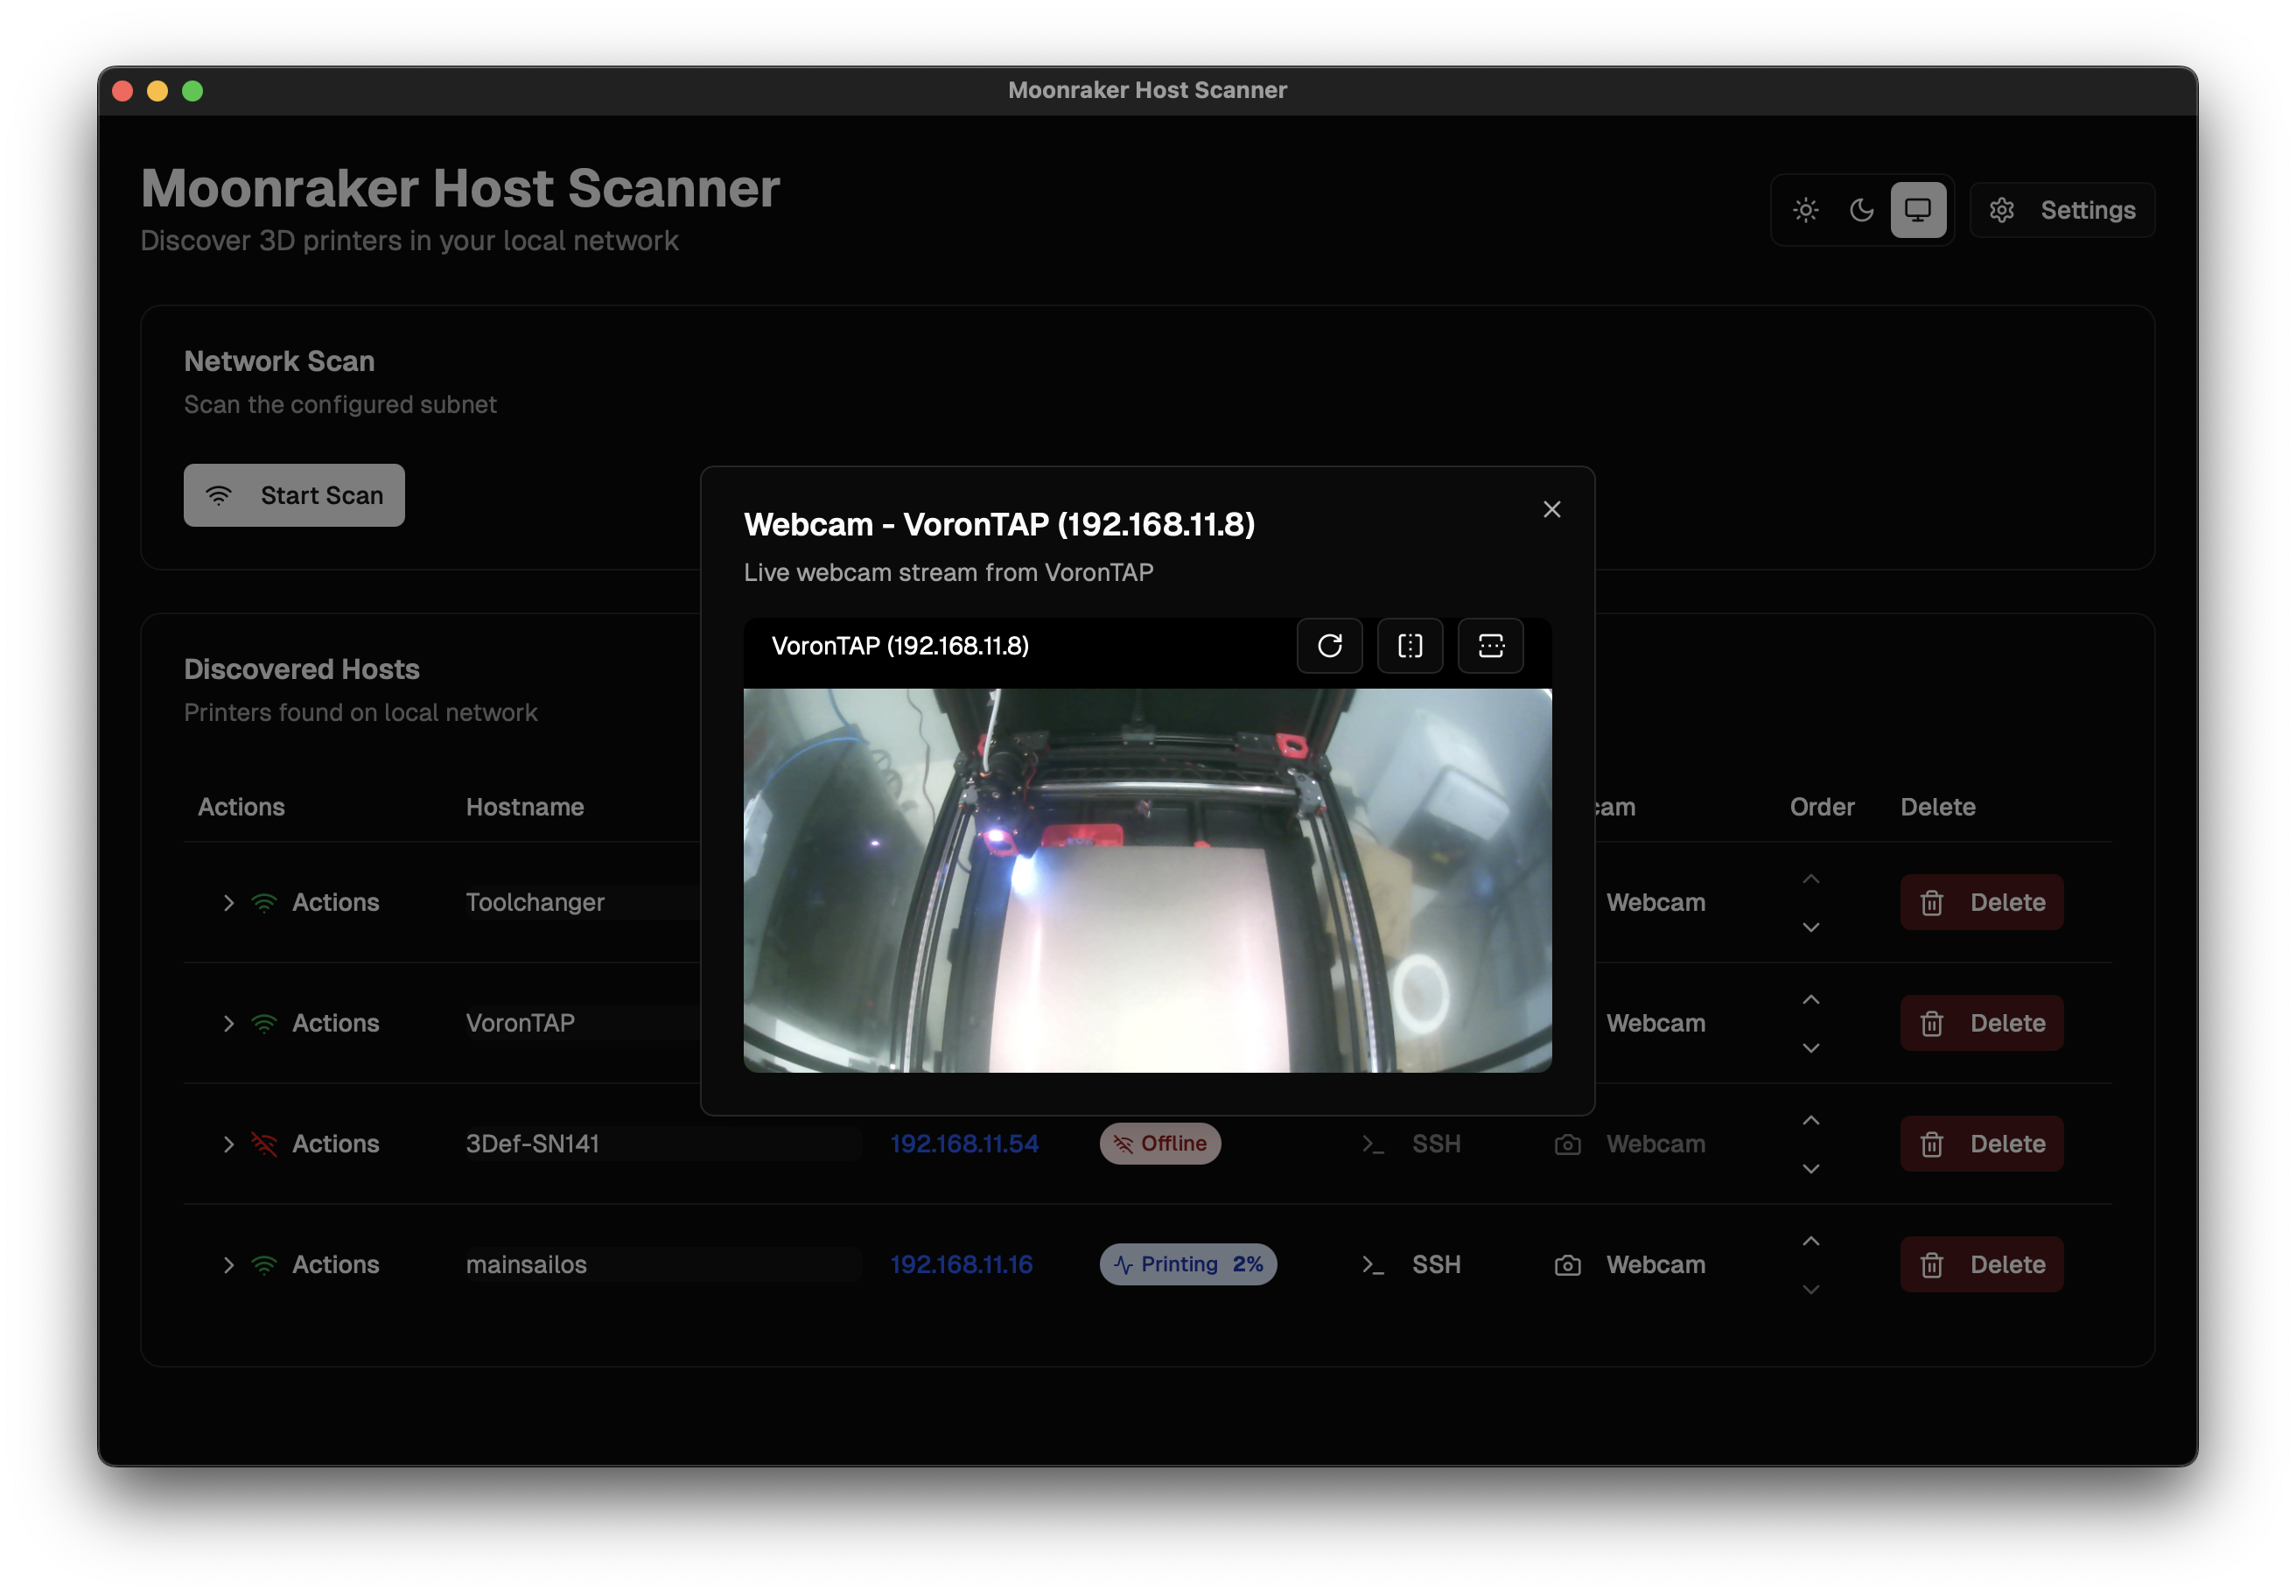 Moonraker Host Scanner
Moonraker Host Scanner
Discover 3D printers in your local network
Settings
Network Scan
Scan the configured subnet
Start Scan
Webcam - VoronTAP (192.168.11.8)
Live webcam stream from VoronTAP
VoronTAP (192.168.11.8)
Discovered Hosts
Printers found on local network
Actions Hostname cam Order Delete
Actions Toolchanger Webcam Delete
Actions VoronTAP Webcam Delete
Actions 3Def-SN141 192.168.11.54 Offline SSH Webcam Delete
Actions mainsailos 192.168.11.16 Printing 2% SSH Webcam Delete